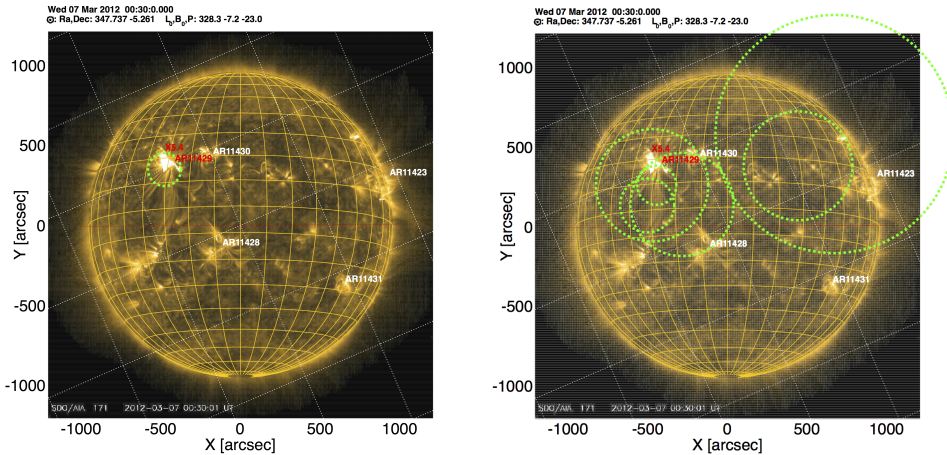 Wed 07 Mar 2012 00:30:0.000
⊙: Ra,Dec: 347.737 -5.261 L₀,B₀,P: 328.3 -7.2 -23.0
1000
500
0
-500
-1000
Y [arcsec]
X5.4
AR11429
AR11430
AR11423
AR11428
AR11431
SDO/AIA 171 2012-03-07 00:30:01 UT
-1000 -500 0 500 1000
X [arcsec]
Wed 07 Mar 2012 00:30:0.000
⊙: Ra,Dec: 347.737 -5.261 L₀,B₀,P: 328.3 -7.2 -23.0
1000
500
0
-500
-1000
Y [arcsec]
X5.4
AR11429
AR11430
AR11423
AR11428
AR11431
SDO/AIA 171 2012-03-07 00:30:01 UT
-1000 -500 0 500 1000
X [arcsec]